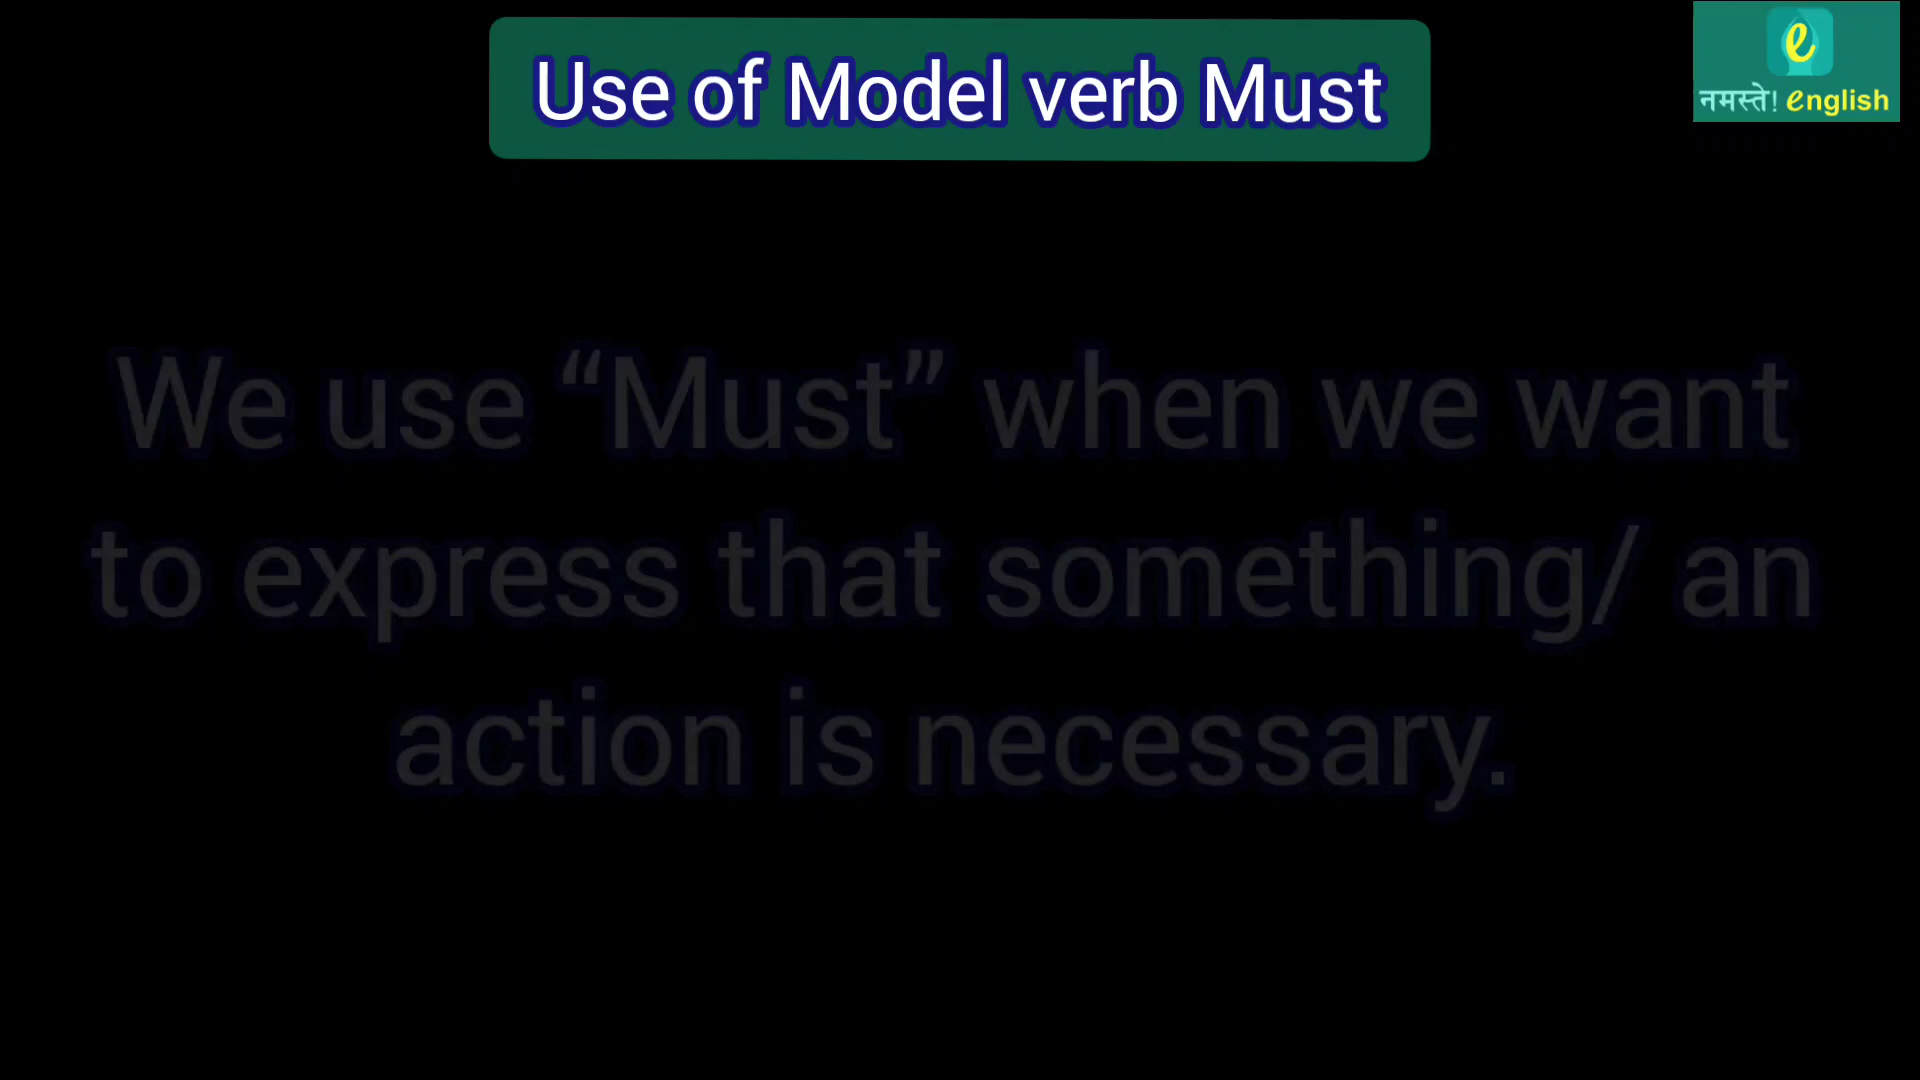 Use of Model verb Must
नमस्ते! english
We use “Must” when we want
to express that something/ an
action is necessary.